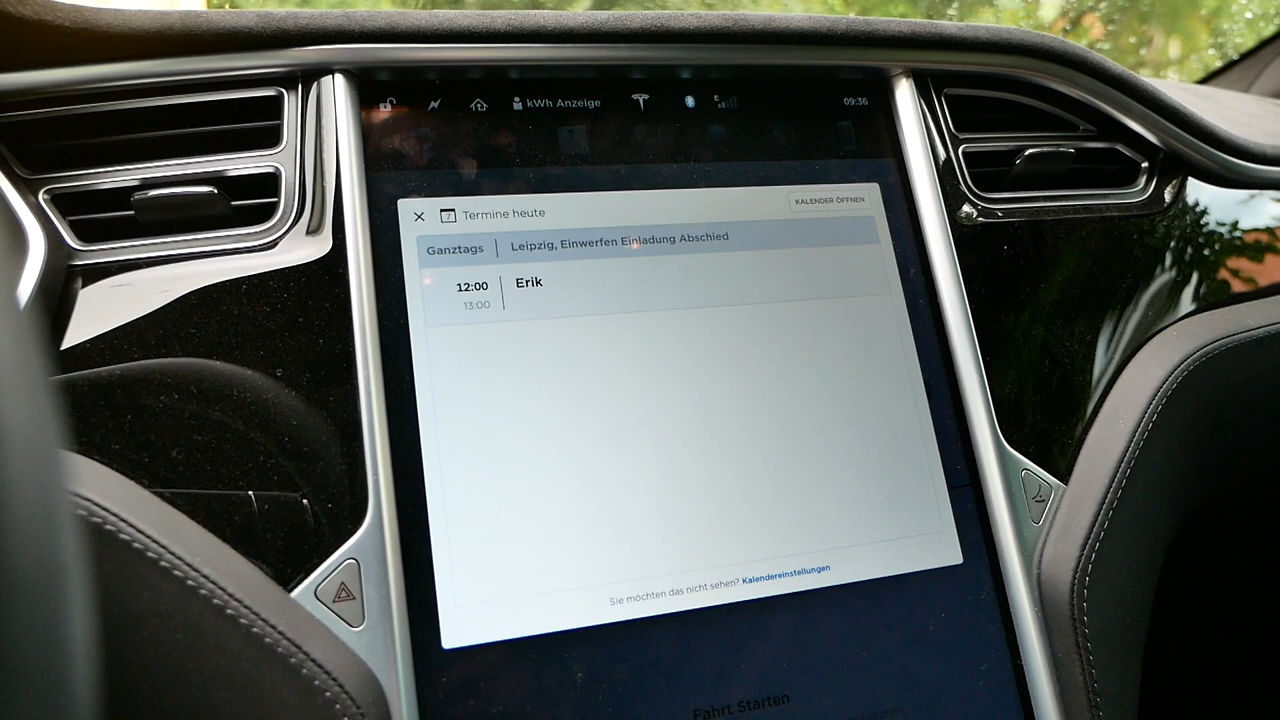 kWh Anzeige
E
09:36
7 Termine heute
KALENDER ÖFFNEN
Ganztags Leipzig, Einwerfen Einladung Abschied
12:00 Erik
13:00
Sie möchten das nicht sehen? Kalendereinstellungen
Fahrt Starten